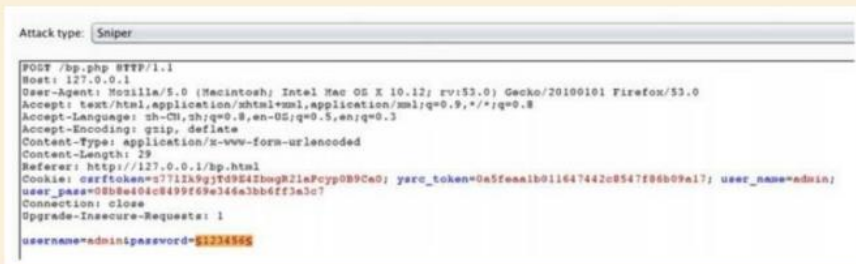 Attack type: Sniper
POST /bp.php HTTP/1.1
Host: 127.0.0.1
User-Agent: Mozilla/5.0 (Macintosh; Intel Mac OS X 10.12; rv:53.0) Gecko/20100101 Firefox/53.0
Accept: text/html,application/xhtml+xml,application/xml;q=0.9,*/*;q=0.8
Accept-Language: zh-CN,zh;q=0.8,en-US;q=0.5,en;q=0.3
Accept-Encoding: gzip, deflate
Content-Type: application/x-www-form-urlencoded
Content-Length: 29
Referer: http://127.0.0.1/bp.html
Cookie: csrftoken= ysrc_token= user_name=admin;
user_pass=
Connection: close
Upgrade-Insecure-Requests: 1
username=admin&password=§123456§